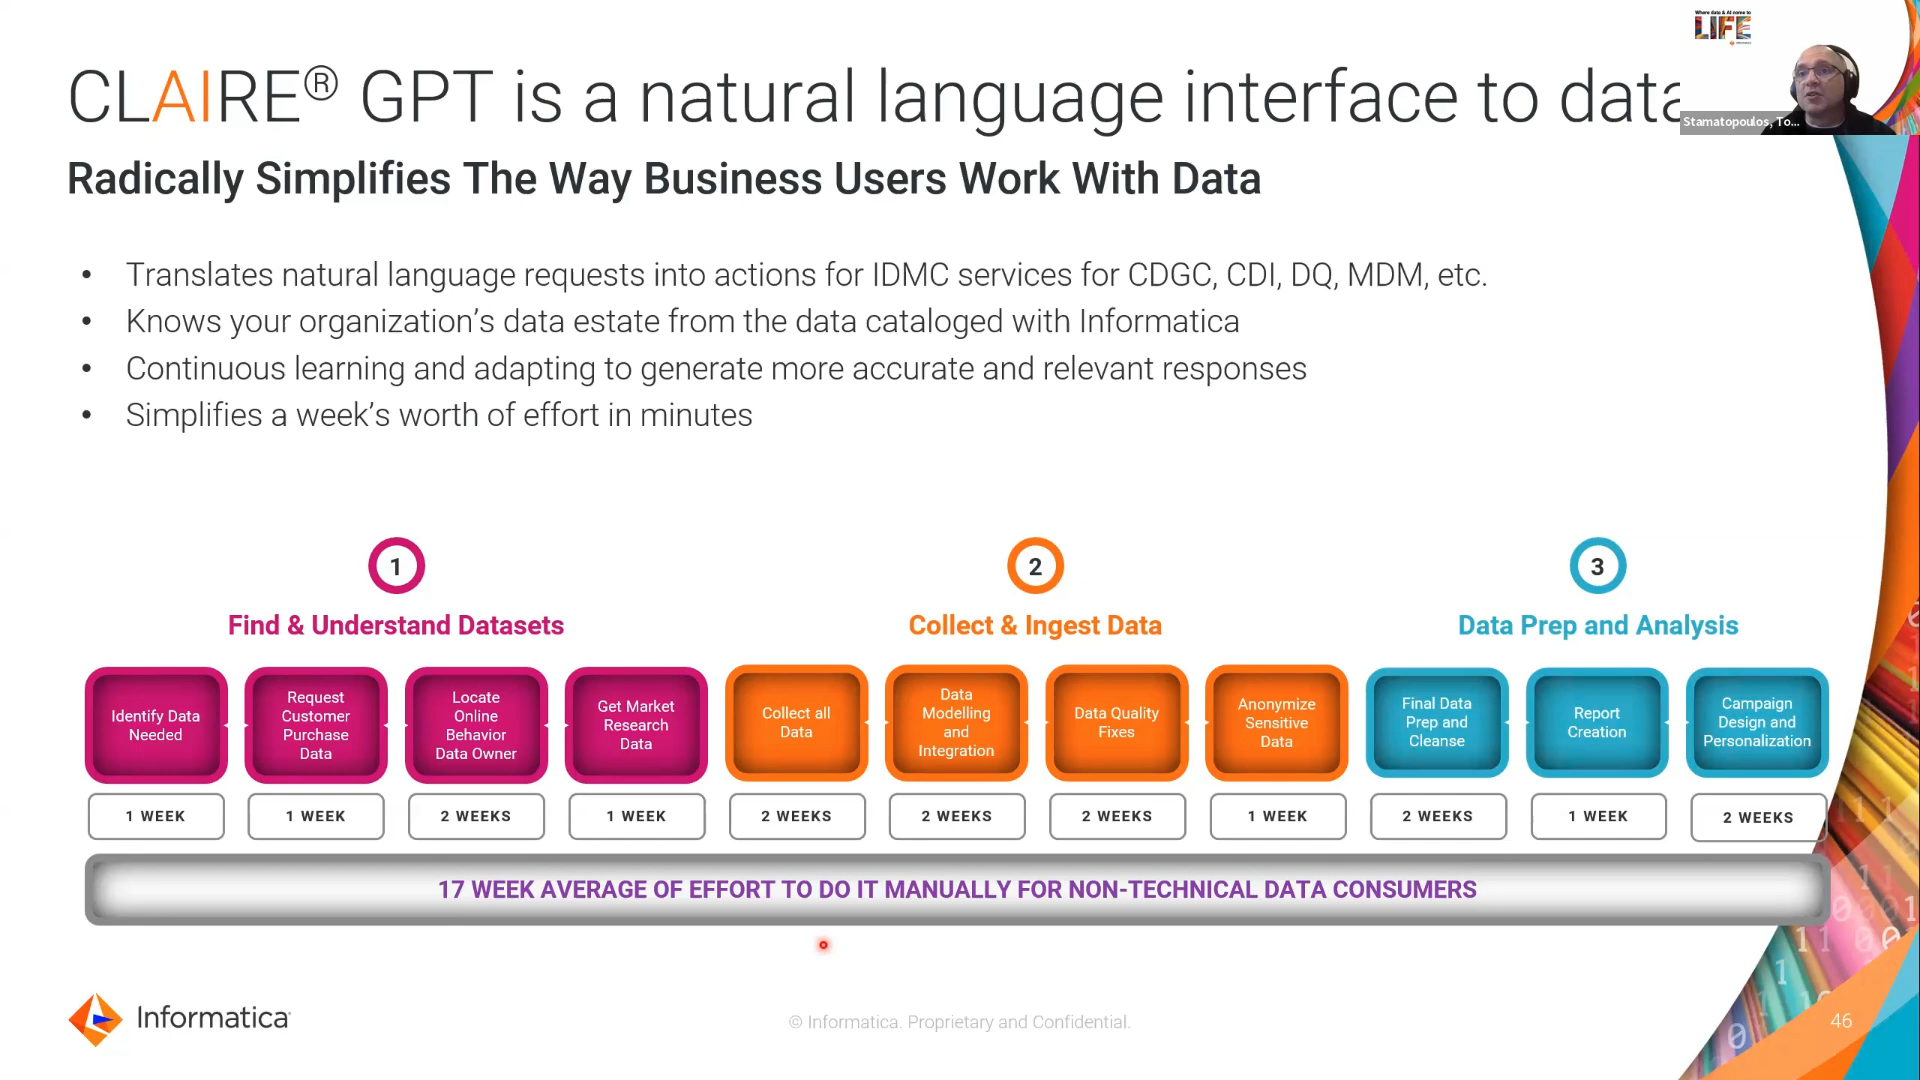 Where data & AI come to
LIFE
CLAIRE® GPT is a natural language interface to data
Stamatopoulos, To...
Radically Simplifies The Way Business Users Work With Data
• Translates natural language requests into actions for IDMC services for CDGC, CDI, DQ, MDM, etc.
• Knows your organization’s data estate from the data cataloged with Informatica
• Continuous learning and adapting to generate more accurate and relevant responses
• Simplifies a week’s worth of effort in minutes
1
Find & Understand Datasets
Identify Data
Needed
1 WEEK
Request
Customer
Purchase
Data
1 WEEK
Locate
Online
Behavior
Data Owner
2 WEEKS
Get Market
Research
Data
1 WEEK
2
Collect & Ingest Data
Collect all
Data
2 WEEKS
Data
Modelling
and
Integration
2 WEEKS
Data Quality
Fixes
2 WEEKS
Anonymize
Sensitive
Data
1 WEEK
3
Data Prep and Analysis
Final Data
Prep and
Cleanse
2 WEEKS
Report
Creation
1 WEEK
Campaign
Design and
Personalization
2 WEEKS
17 WEEK AVERAGE OF EFFORT TO DO IT MANUALLY FOR NON-TECHNICAL DATA CONSUMERS
Informatica
© Informatica. Proprietary and Confidential.
46